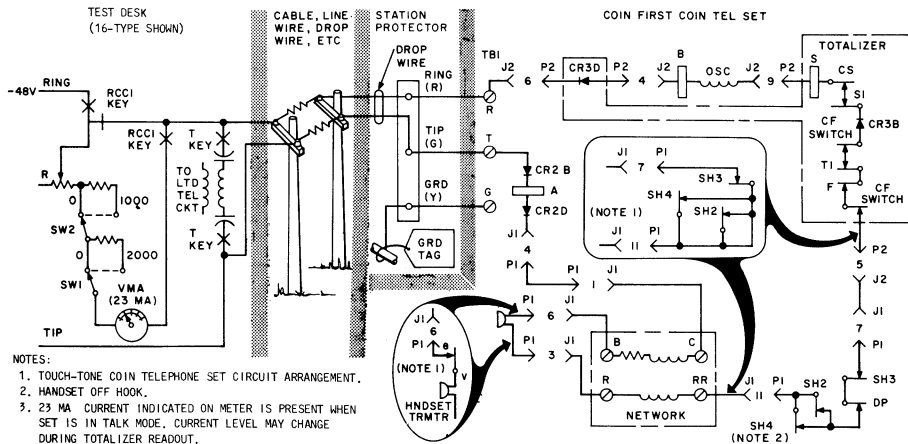 TEST DESK
(16-TYPE SHOWN)
CABLE, LINE
WIRE, DROP
WIRE, ETC
STATION
PROTECTOR
DROP
WIRE
COIN FIRST COIN TEL SET
TOTALIZER
-48V
RING
RCCI
KEY
RCCI
KEY
T
KEY
TO
LTD
TEL
CKT
T
KEY
R
0
1000
SW2
0
2000
SW1
VMA
(23 MA)
TIP
RING
(R)
TIP
(G)
GRD
(Y)
GRD
TAG
TB1
R
T
G
J2
6
P2
CR3D
P2
4
J2
B
OSC
J2
9
P2
S
CS
S1
CR3B
CF
SWITCH
T1
F
CF
SWITCH
P2
5
J2
J1
7
P1
SH3
DP
CR2B
A
CR2D
J1
4
P1
P1
1
J1
J1
7
P1
SH3
SH4
(NOTE 1)
SH2
J1
11
P1
P1
6
J1
P1
3
J1
J1
6
P1
8
(NOTE 1)
V
HNDSET
TRMTR
B
C
R
RR
NETWORK
J1
11
P1
SH2
SH4
(NOTE 2)
NOTES:
1. TOUCH-TONE COIN TELEPHONE SET CIRCUIT ARRANGEMENT.
2. HANDSET OFF HOOK.
3. 23 MA CURRENT INDICATED ON METER IS PRESENT WHEN
SET IS IN TALK MODE. CURRENT LEVEL MAY CHANGE
DURING TOTALIZER READOUT.